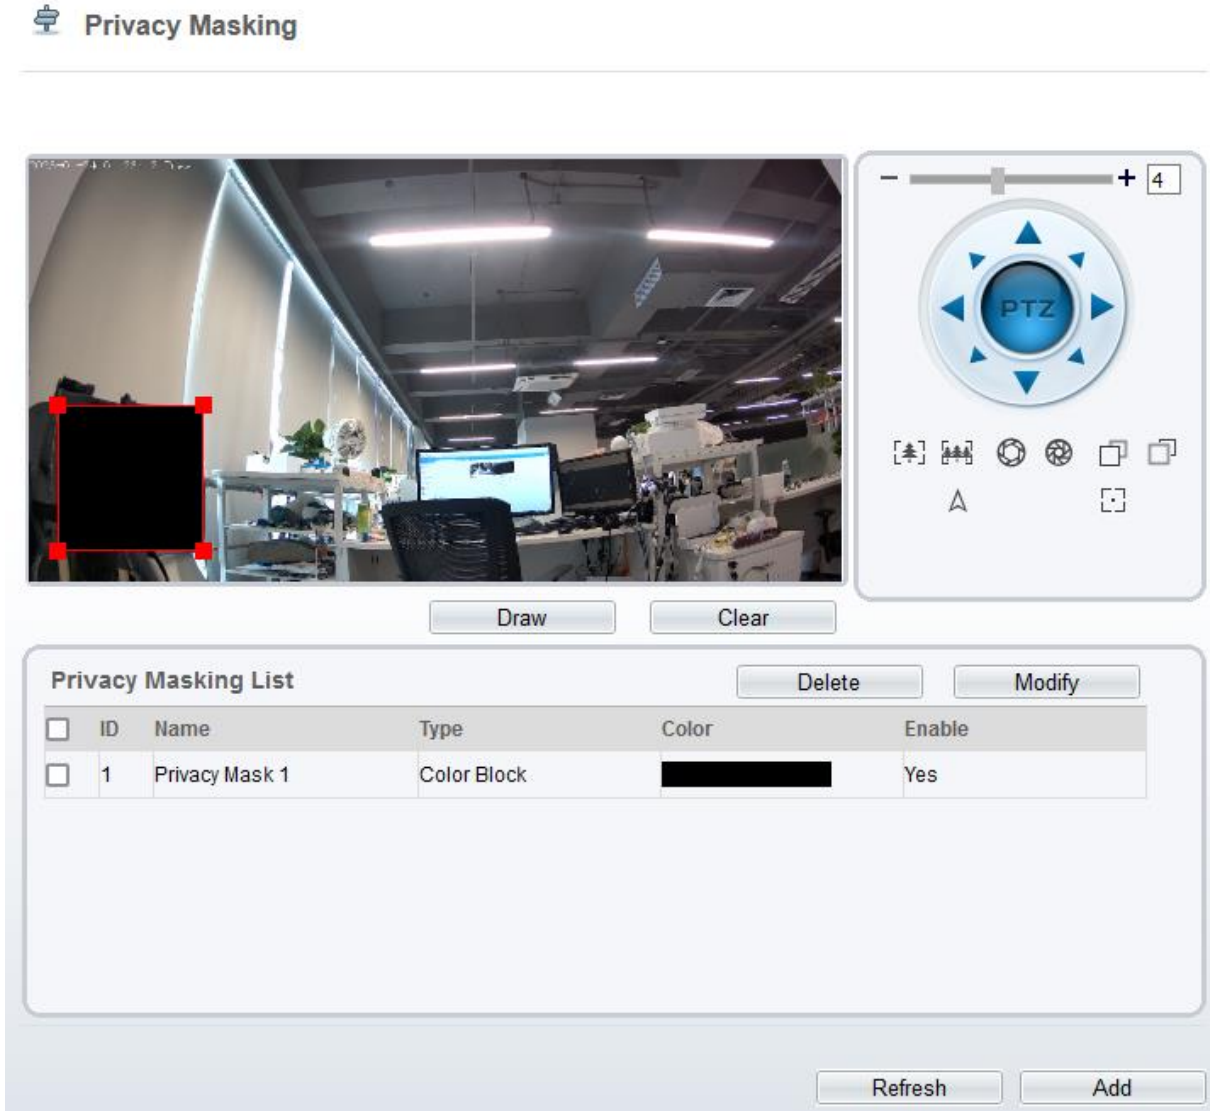 Privacy Masking
4
PTZ
Draw Clear
Privacy Masking List Delete Modify
ID Name Type Color Enable
1 Privacy Mask 1 Color Block Yes
Refresh Add